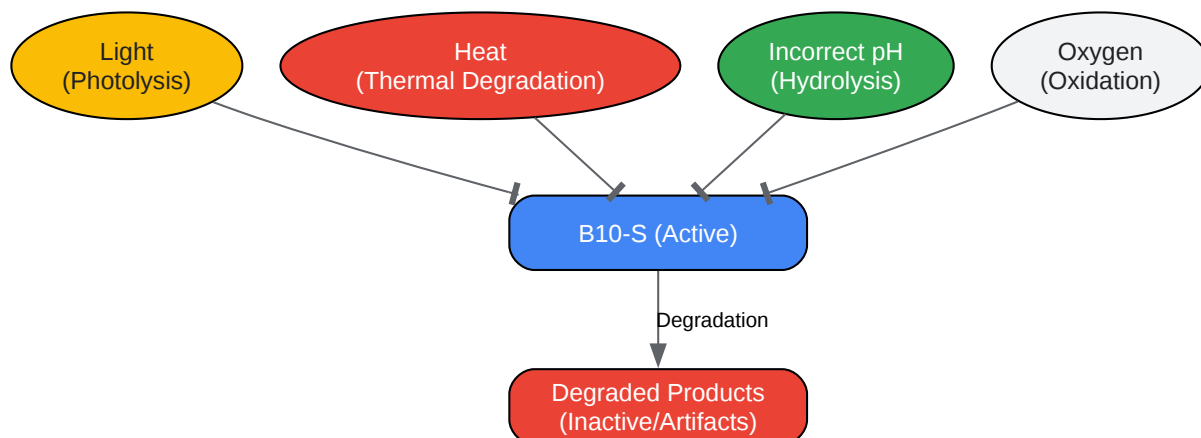 Light
(Photolysis)
Heat
(Thermal Degradation)
Incorrect pH
(Hydrolysis)
Oxygen
(Oxidation)
B10-S (Active)
Degradation
Degraded Products
(Inactive/Artifacts)